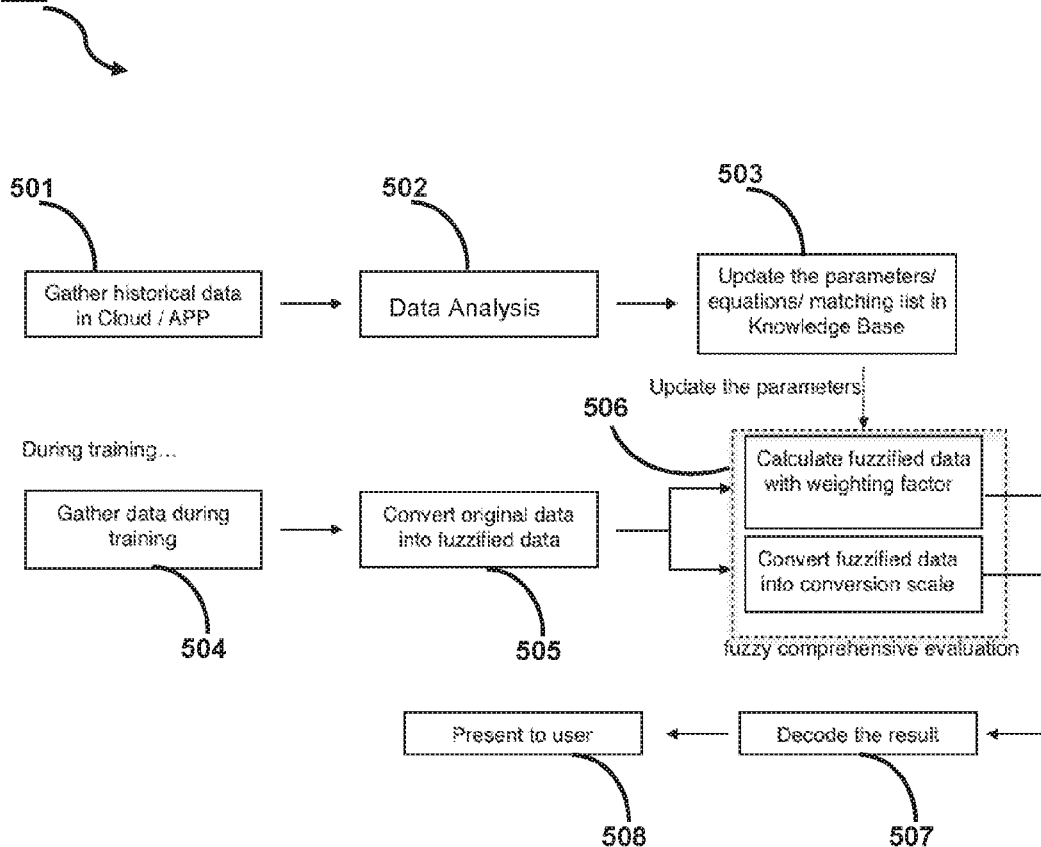 501
502
503
Gather historical data
in Cloud / APP
Data Analysis
Update the parameters/
equations/ matching list in
Knowledge Base
Update the parameters
506
During training...
Gather data during
training
Convert original data
into fuzzified data
Calculate fuzzified data
with weighting factor
Convert fuzzified data
into conversion scale
504
505
fuzzy comprehensive evaluation
Present to user
Decode the result
508
507